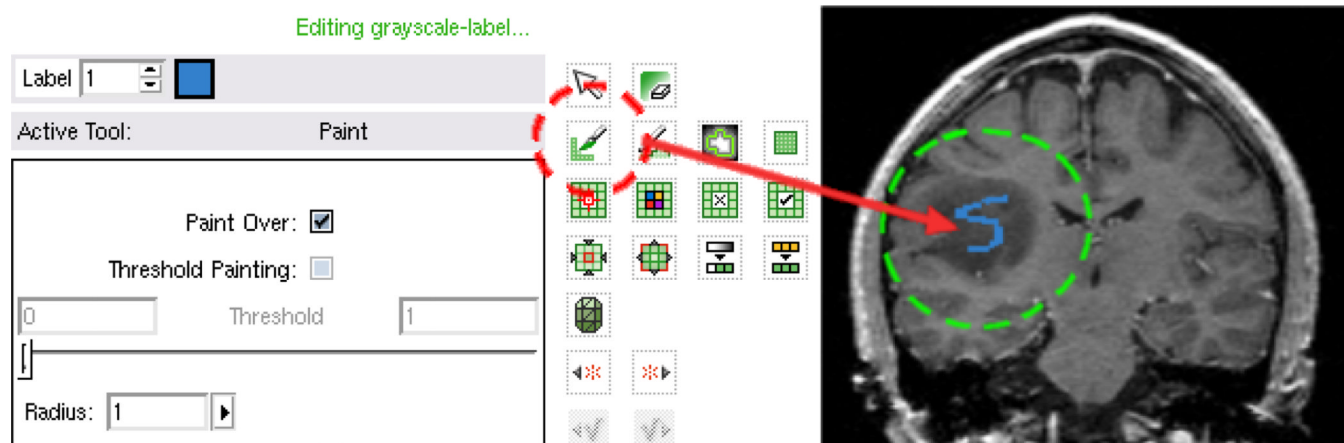 Editing grayscale-label...
Label 1
Active Tool: Paint
Paint Over:
Threshold Painting:
0 Threshold 1
Radius: 1